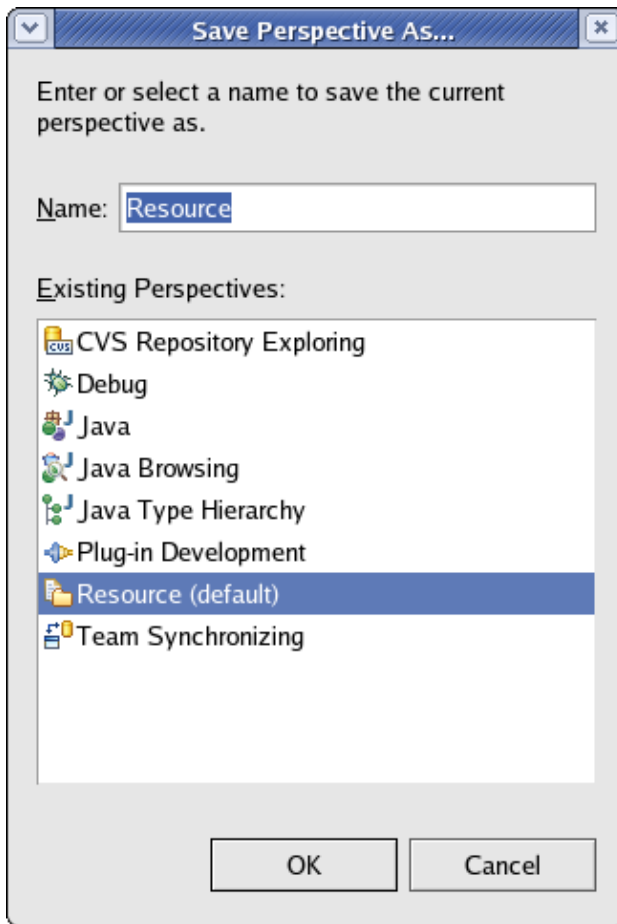 Save Perspective As...
Enter or select a name to save the current
perspective as.
Name: Resource
Existing Perspectives:
CVS Repository Exploring
Debug
Java
Java Browsing
Java Type Hierarchy
Plug-in Development
Resource (default)
Team Synchronizing
OK Cancel